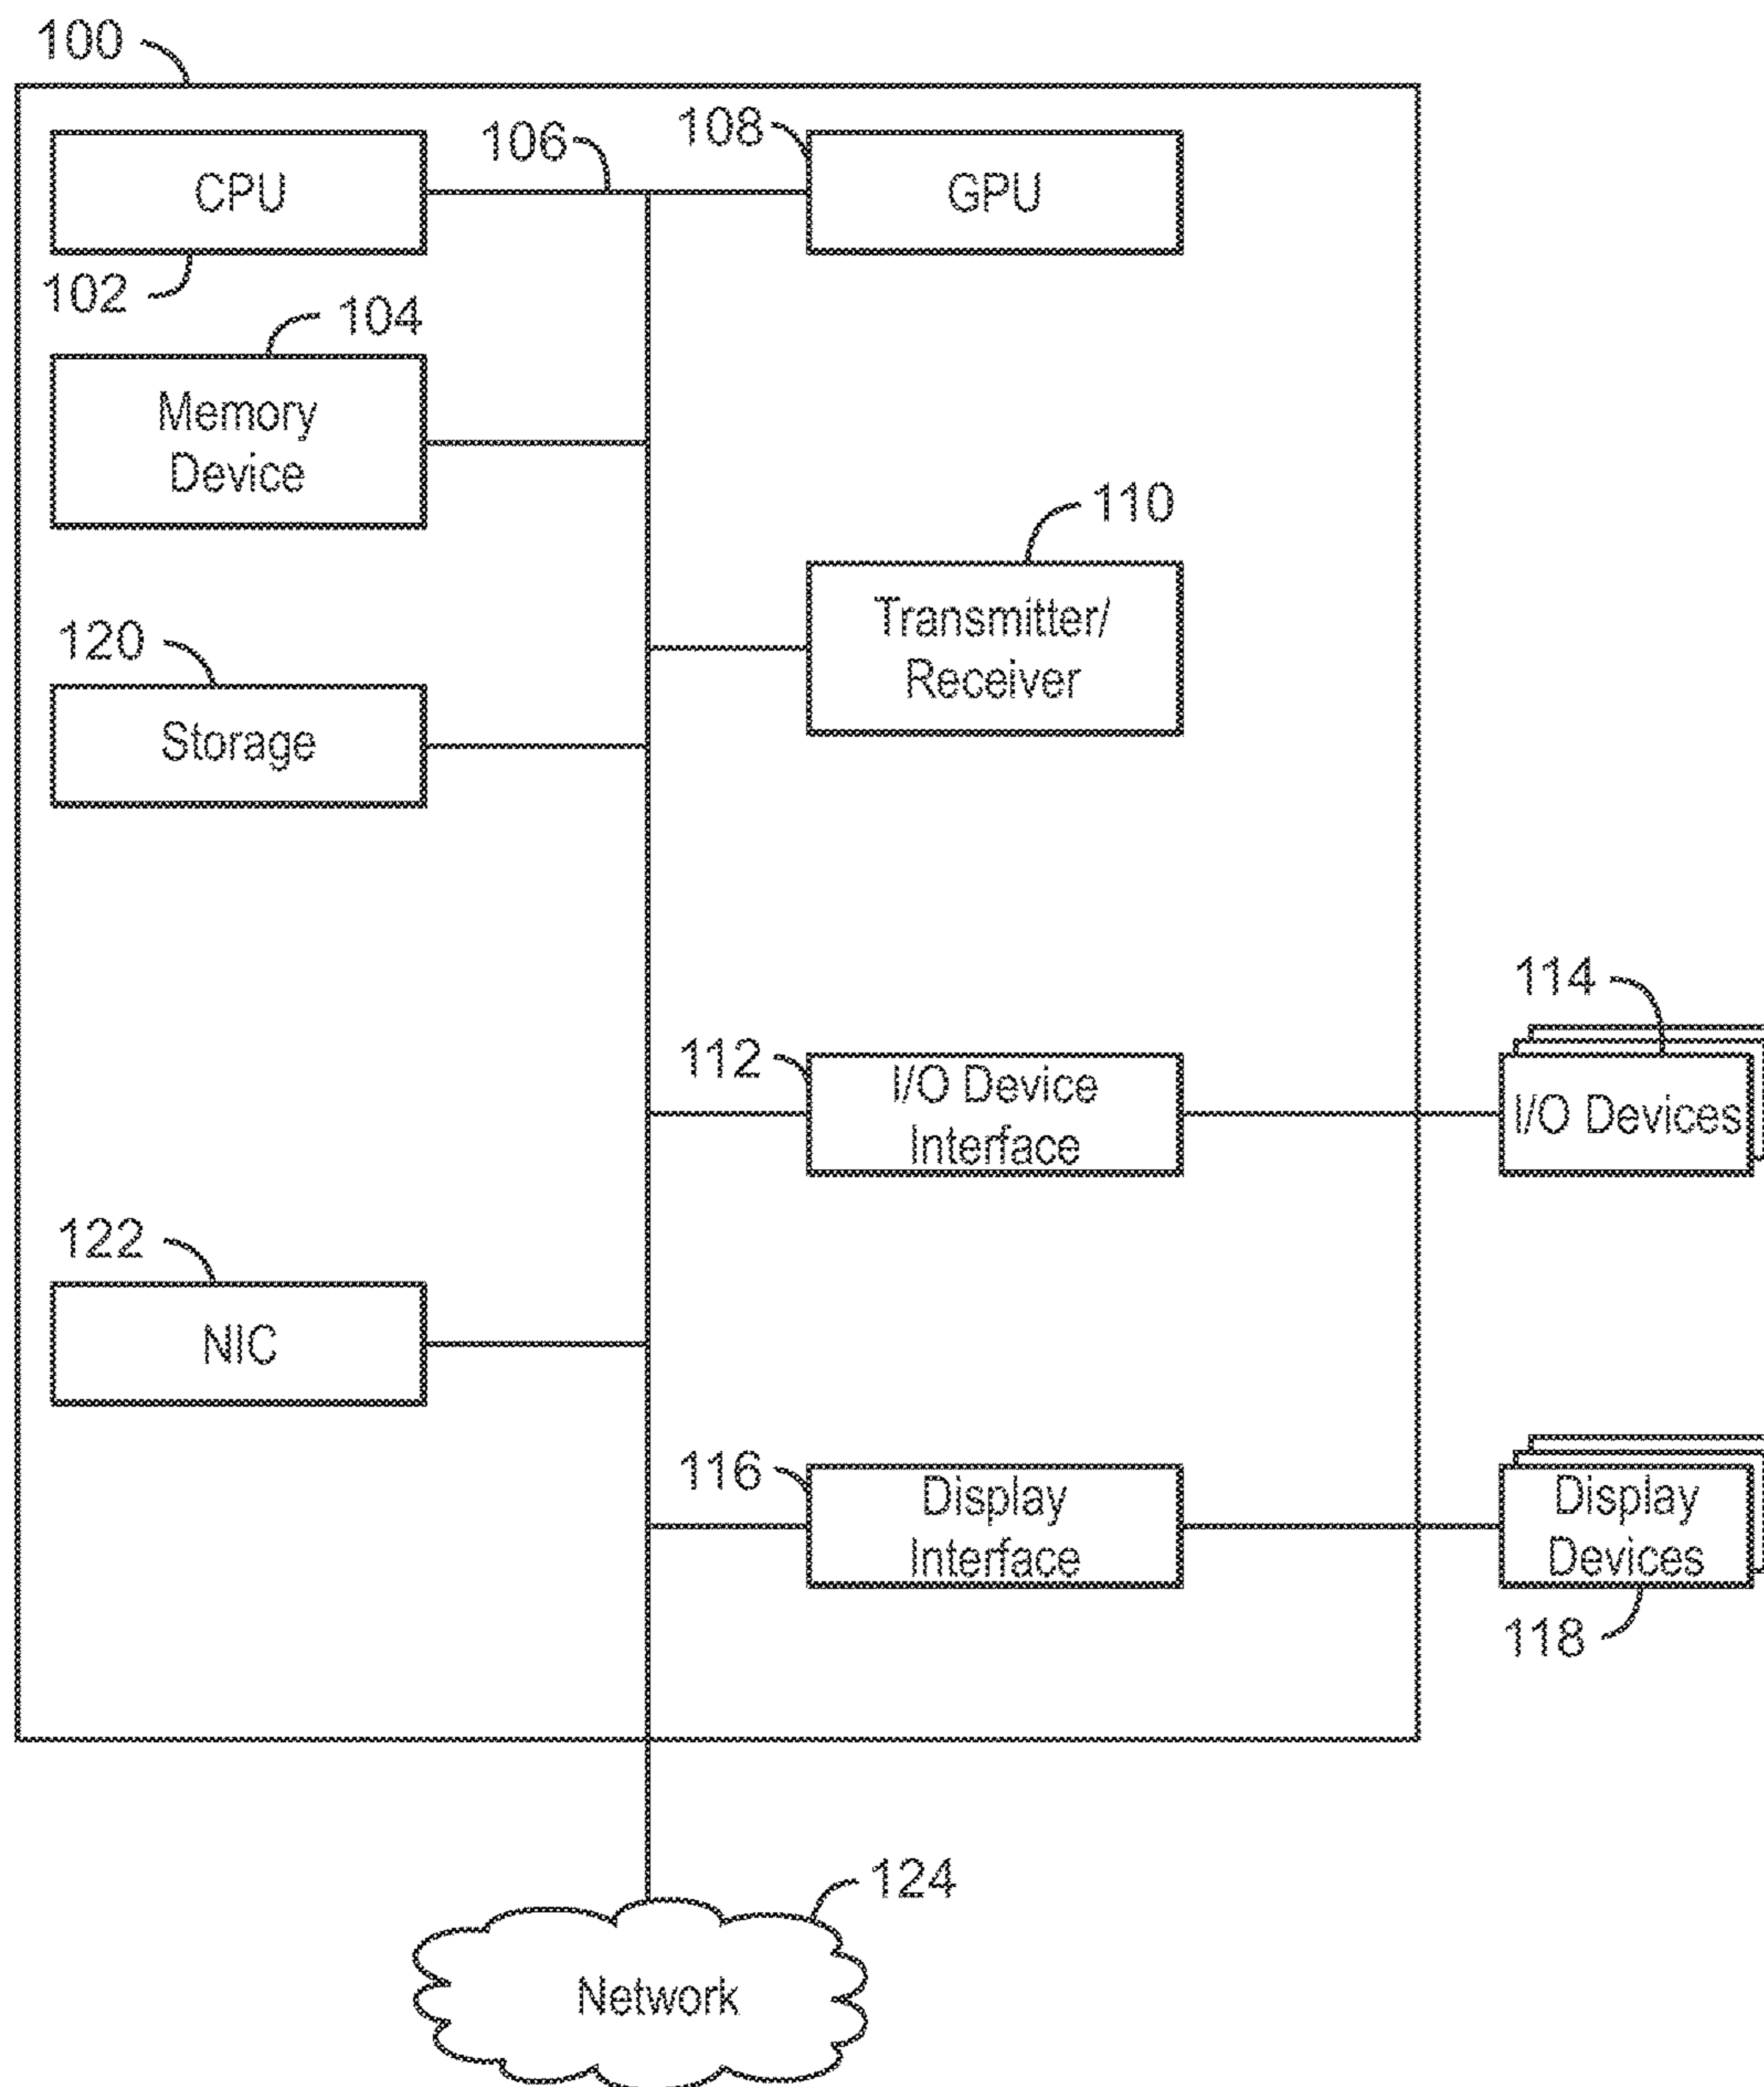 100
106
108
CPU
GPU
102
104
Memory
Device
110
Transmitter/
Receiver
120
Storage
114
112
I/O Device
Interface
I/O Devices
122
NIC
116
Display
Interface
Display
Devices
118
124
Network